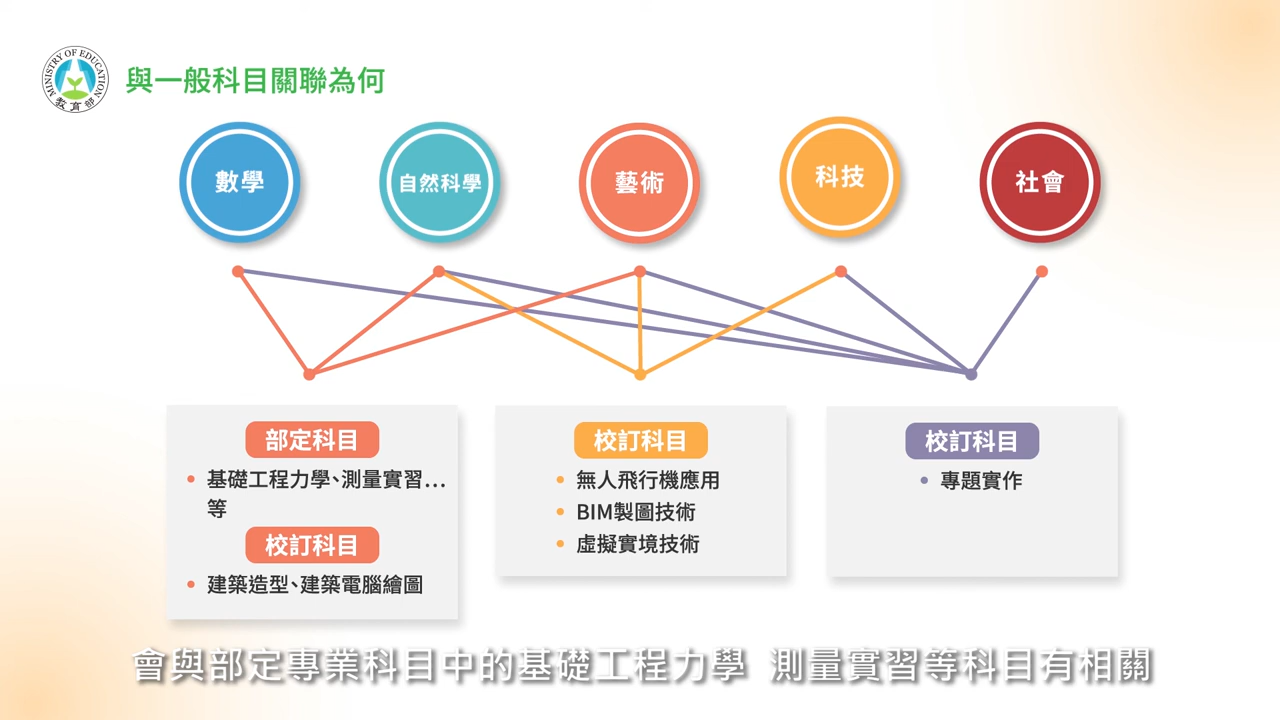 MINISTRY OF EDUCATION
教育部
與一般科目關聯為何
數學
自然科學
藝術
科技
社會
部定科目
• 基礎工程力學、測量實習…
等
校訂科目
• 建築造型、建築電腦繪圖
校訂科目
• 無人飛行機應用
• BIM製圖技術
• 虛擬實境技術
校訂科目
• 專題實作
會與部定專業科目中的基礎工程力學 測量實習等科目有相關